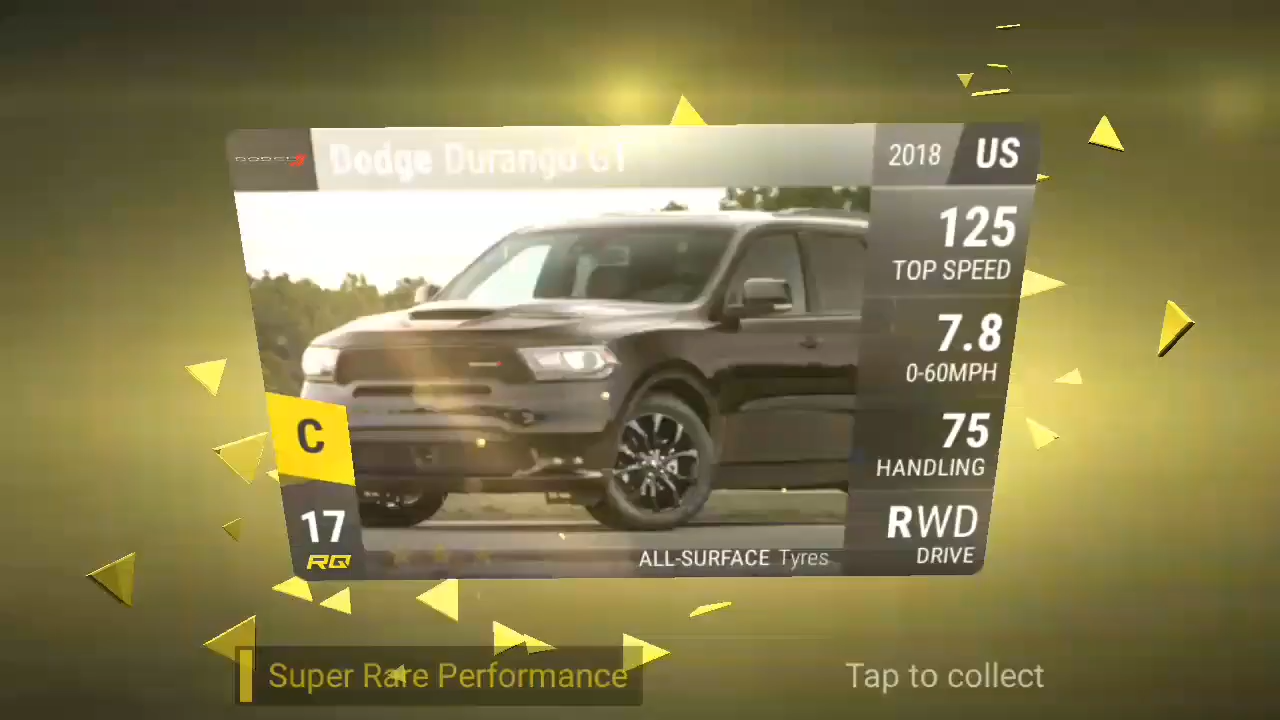 DODGE
Dodge Durango GT
2018 US
125
TOP SPEED
7.8
0-60MPH
75
HANDLING
RWD
DRIVE
C
17
RQ
ALL-SURFACE Tyres
Super Rare Performance
Tap to collect